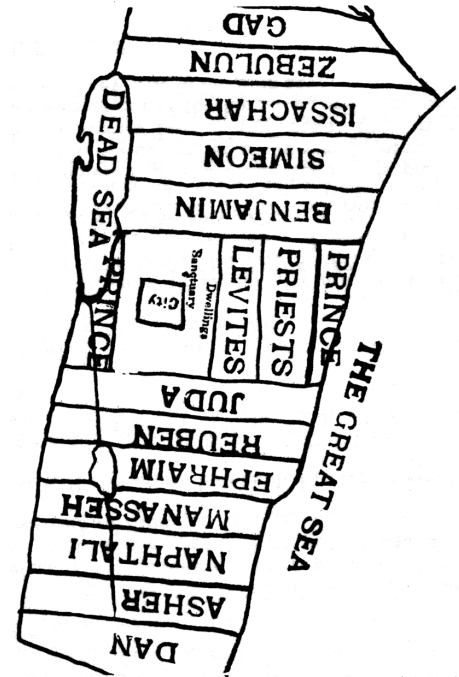 DAN
ASHER
NAPHTALI
MANASSEH
EPHRAIM
REUBEN
JUDA
THE GREAT SEA
PRINCE
PRIESTS
LEVITES
Dwellings
Sanctuary
City
PRINCE
DEAD SEA
BENJAMIN
SIMEON
ISSACHAR
ZEBULUN
GAD